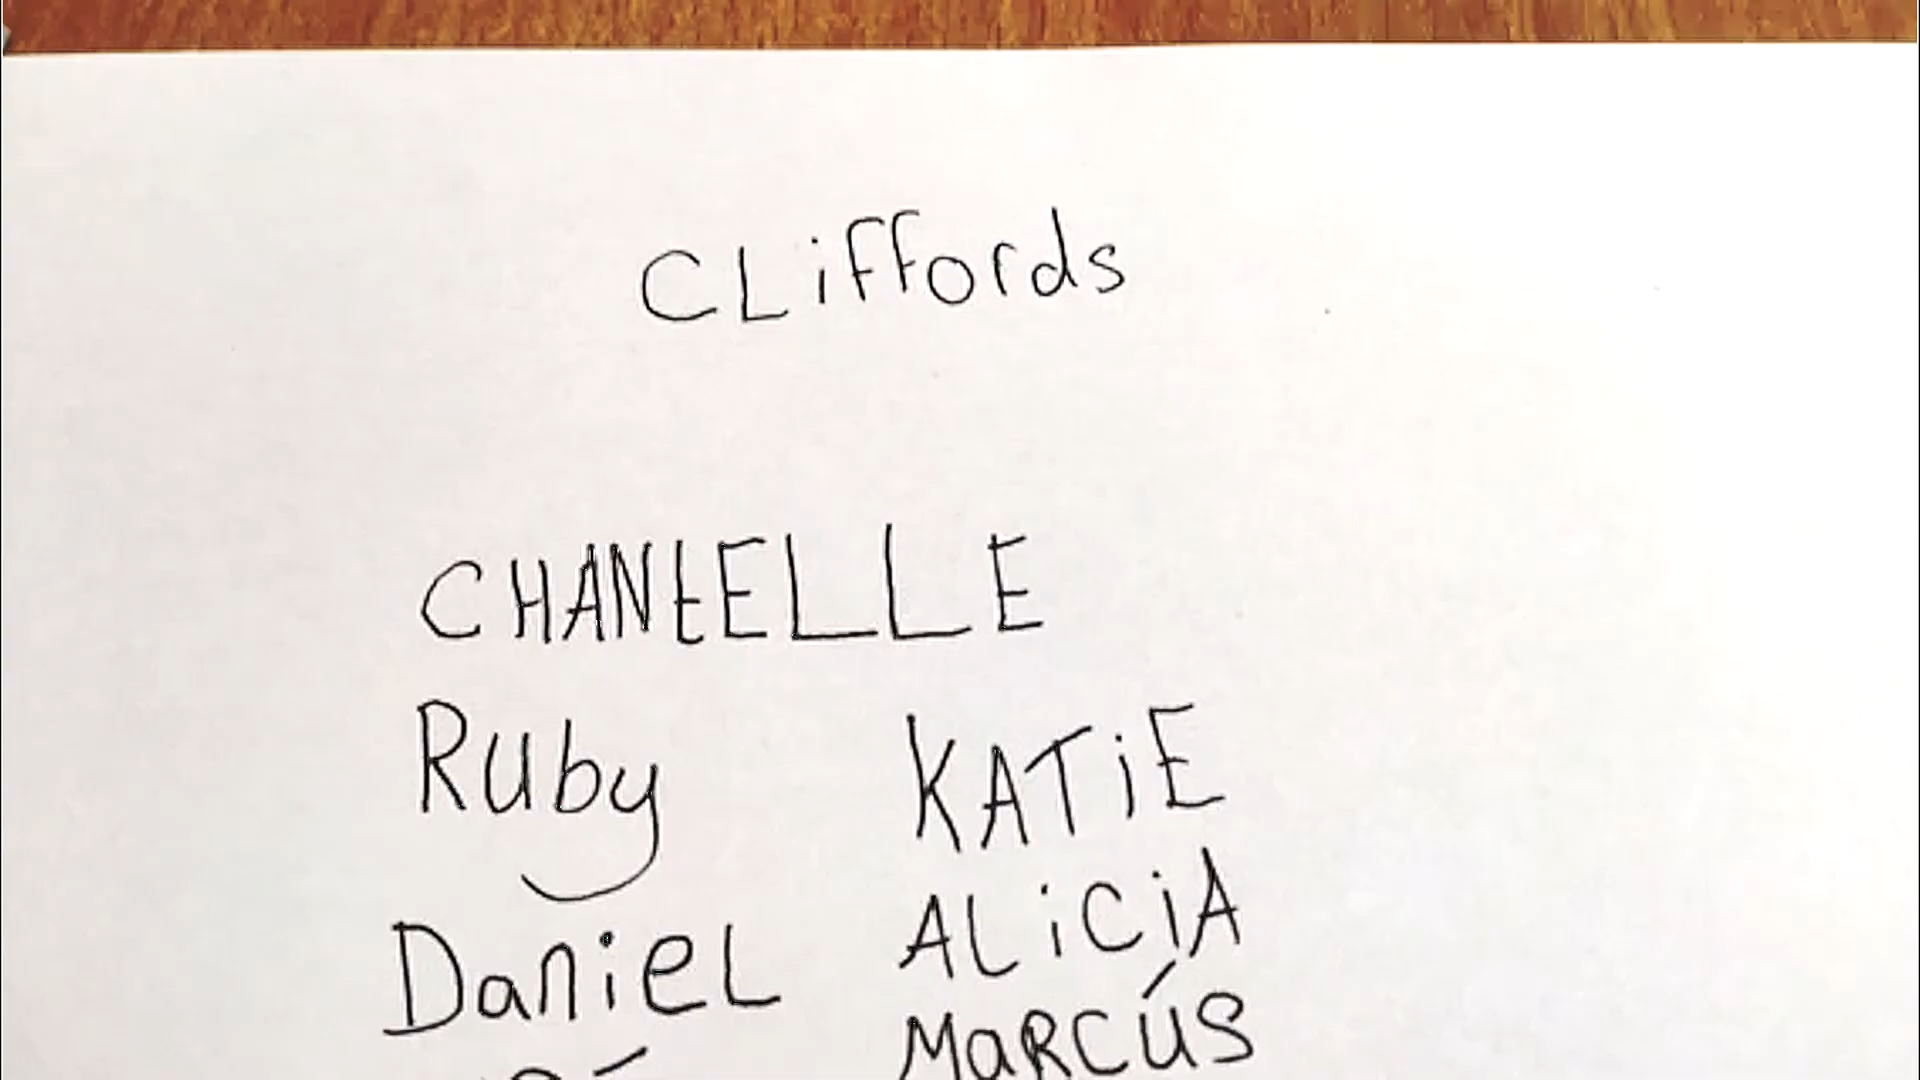 CLiffords
CHANtELLE
Ruby KATiE
DanieL ALiCiA
MaRCÚS